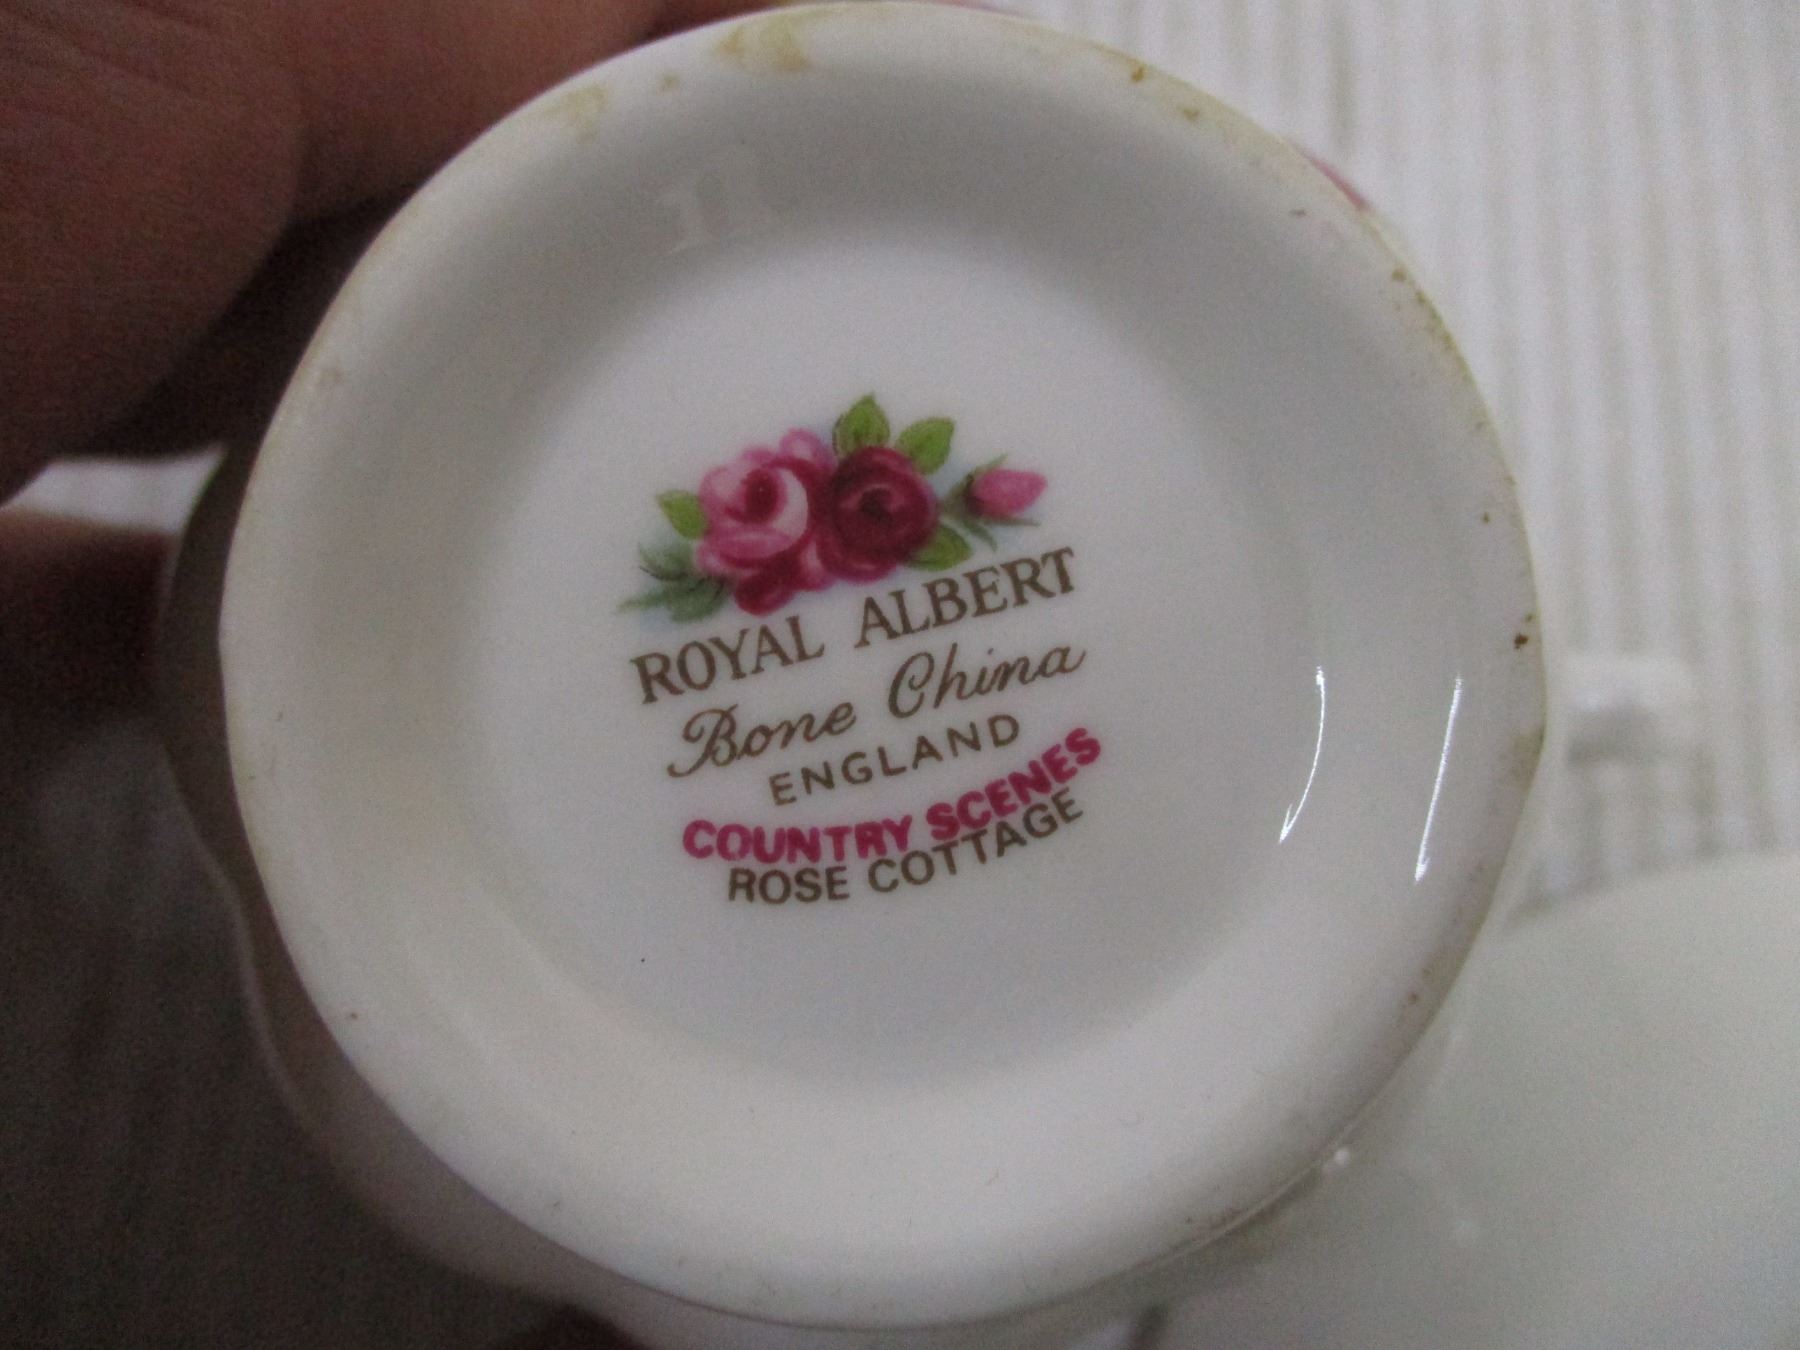 ROYAL ALBERT
Bone China
ENGLAND
COUNTRY SCENES
ROSE COTTAGE